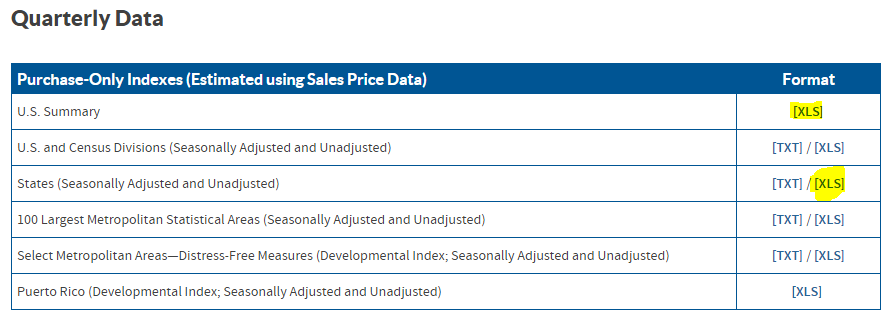 Quarterly Data
Purchase-Only Indexes (Estimated using Sales Price Data) Format
U.S. Summary [XLS]
U.S. and Census Divisions (Seasonally Adjusted and Unadjusted) [TXT] / [XLS]
States (Seasonally Adjusted and Unadjusted) [TXT] / [XLS]
100 Largest Metropolitan Statistical Areas (Seasonally Adjusted and Unadjusted) [TXT] / [XLS]
Select Metropolitan Areas—Distress-Free Measures (Developmental Index; Seasonally Adjusted and Unadjusted) [TXT] / [XLS]
Puerto Rico (Developmental Index; Seasonally Adjusted and Unadjusted) [XLS]